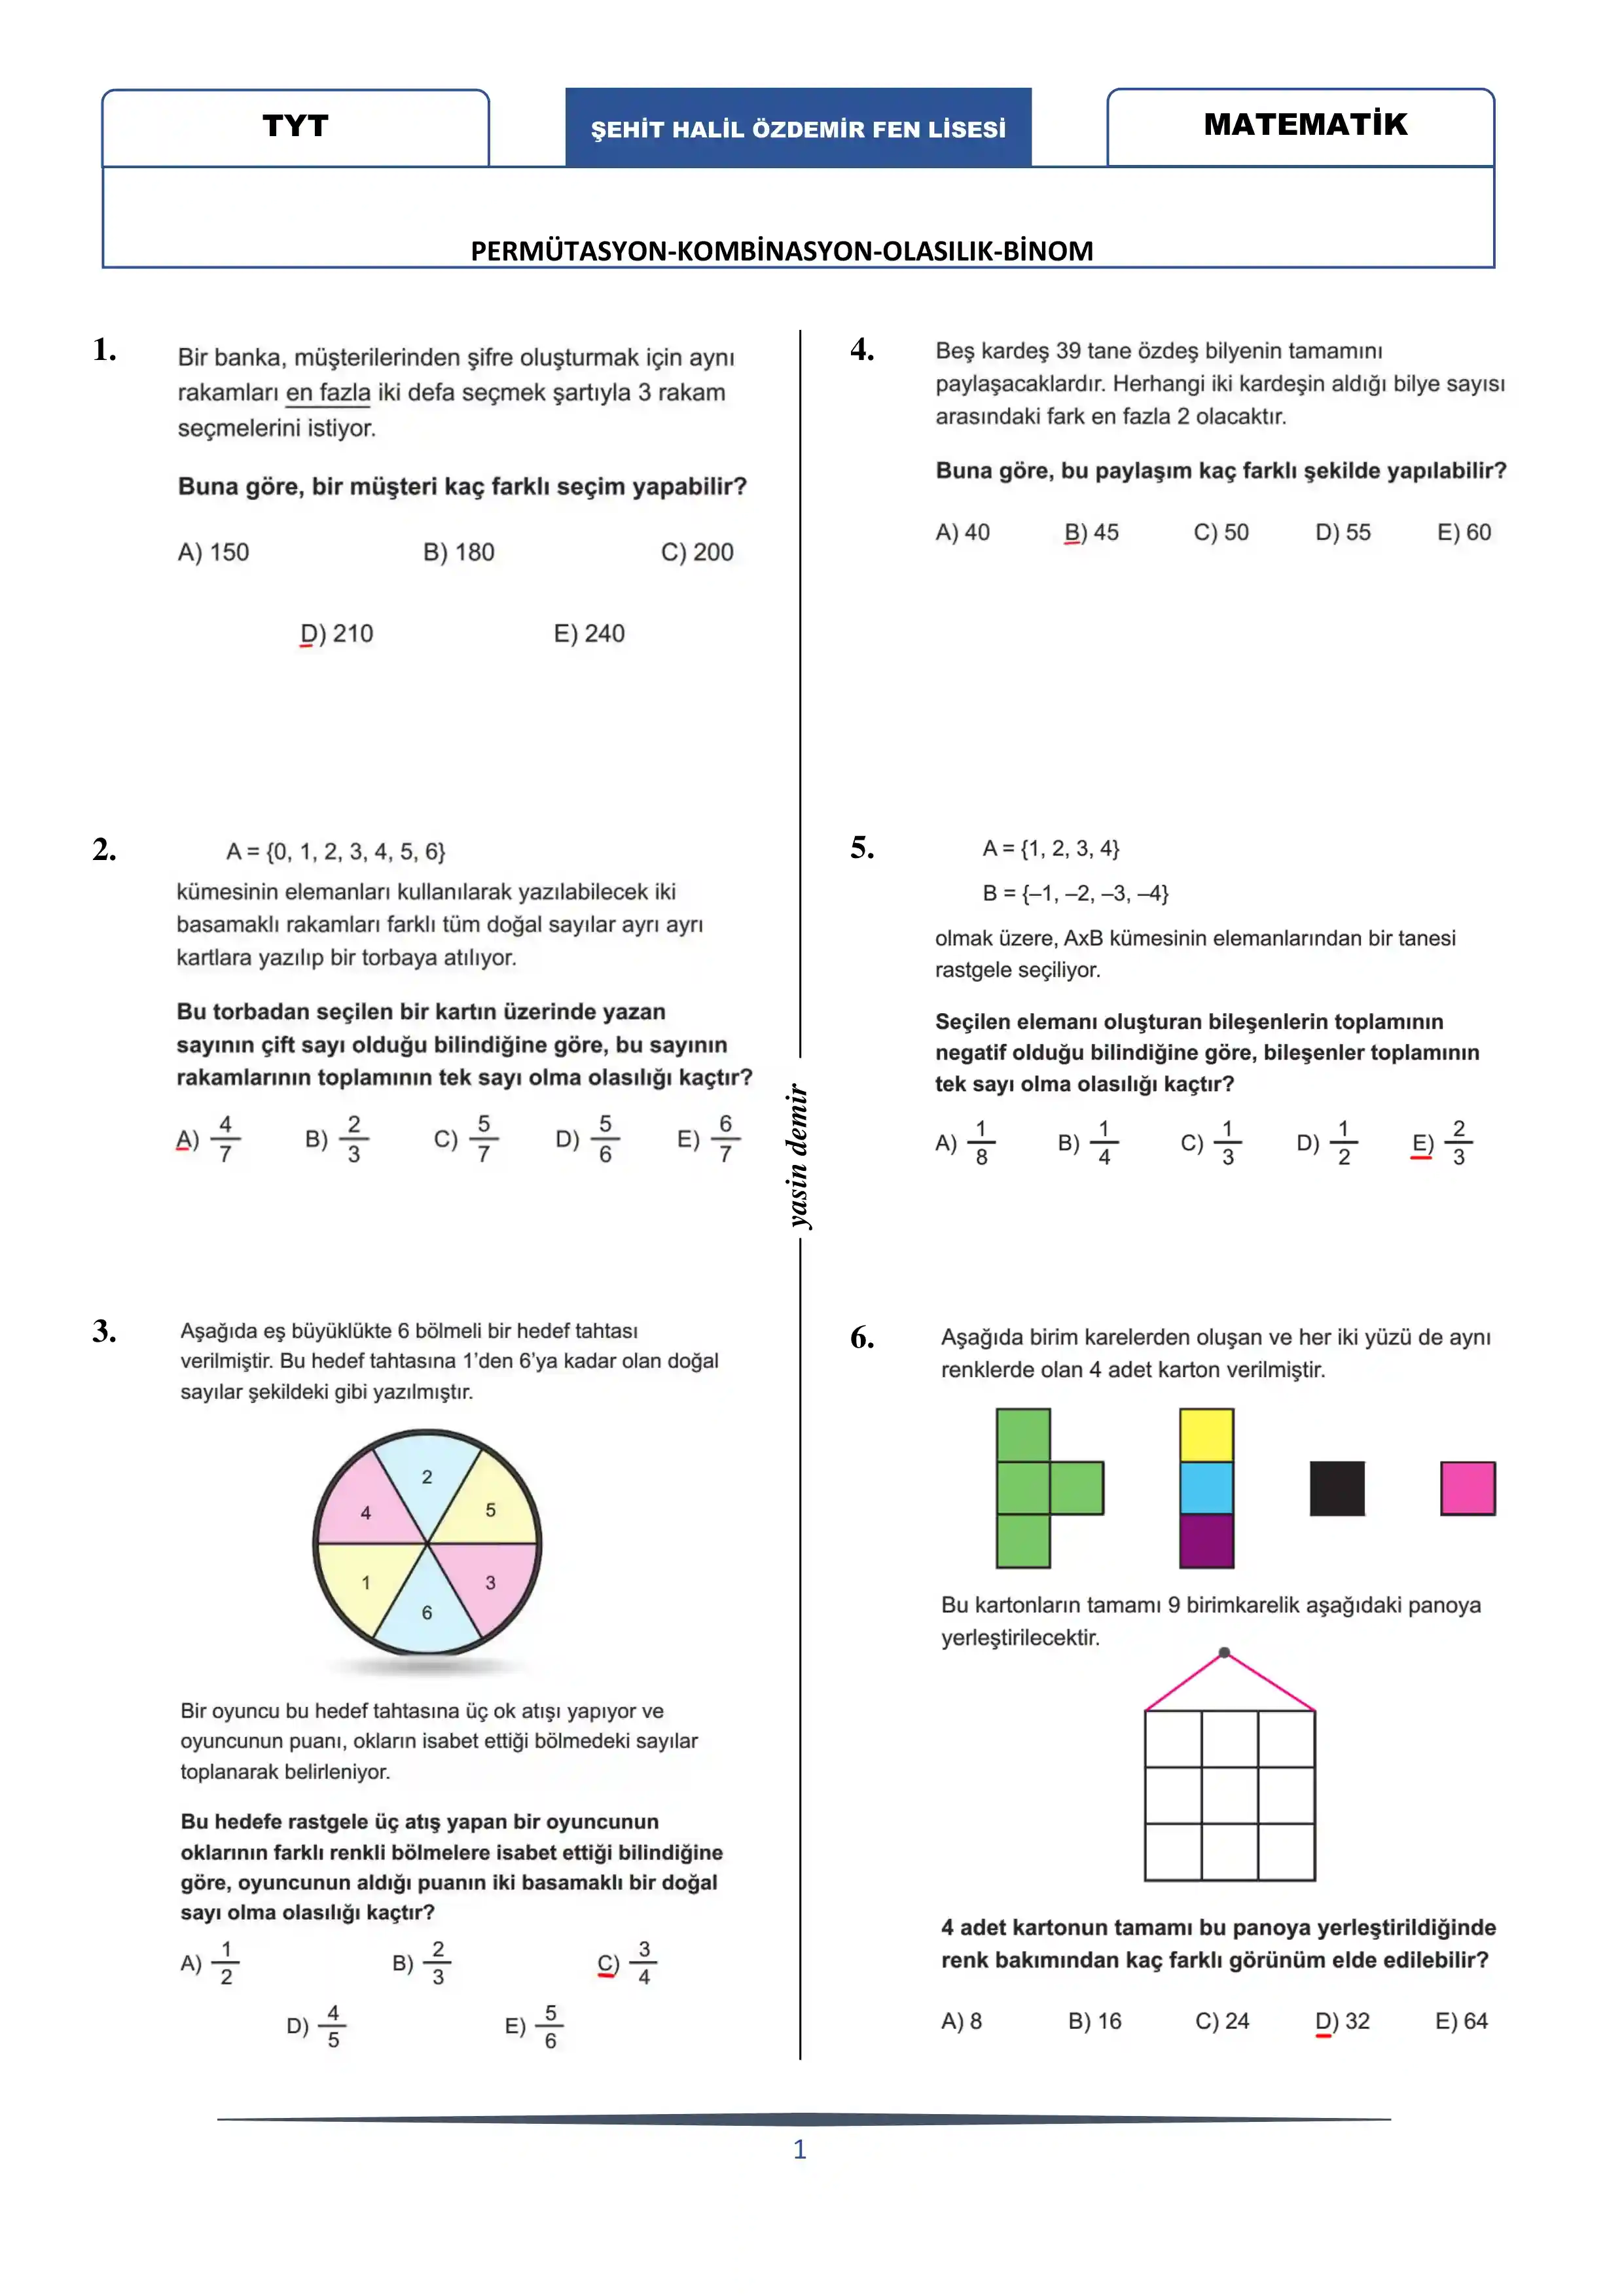 TYT
ŞEHİT HALİL ÖZDEMİR FEN LİSESİ
MATEMATİK
PERMÜTASYON-KOMBİNASYON-OLASILIK-BİNOM
1.
Bir banka, müşterilerinden şifre oluşturmak için aynı
rakamları en fazla iki defa seçmek şartıyla 3 rakam
seçmelerini istiyor.
Buna göre, bir müşteri kaç farklı seçim yapabilir?
A) 150 B) 180 C) 200
D) 210 E) 240
2.
A = {0, 1, 2, 3, 4, 5, 6}
kümesinin elemanları kullanılarak yazılabilecek iki
basamaklı rakamları farklı tüm doğal sayılar ayrı ayrı
kartlara yazılıp bir torbaya atılıyor.
Bu torbadan seçilen bir kartın üzerinde yazan
sayının çift sayı olduğu bilindiğine göre, bu sayının
rakamlarının toplamının tek sayı olma olasılığı kaçtır?
A) 4/7 B) 2/3 C) 5/7 D) 5/6 E) 6/7
3.
Aşağıda eş büyüklükte 6 bölmeli bir hedef tahtası
verilmiştir. Bu hedef tahtasına 1'den 6'ya kadar olan doğal
sayılar şekildeki gibi yazılmıştır.
2
4 5
1 3
6
Bir oyuncu bu hedef tahtasına üç ok atışı yapıyor ve
oyuncunun puanı, okların isabet ettiği bölmedeki sayılar
toplanarak belirleniyor.
Bu hedefe rastgele üç atış yapan bir oyuncunun
oklarının farklı renkli bölmelere isabet ettiği bilindiğine
göre, oyuncunun aldığı puanın iki basamaklı bir doğal
sayı olma olasılığı kaçtır?
A) 1/2 B) 2/3 C) 3/4
D) 4/5 E) 5/6
yasin demir
4.
Beş kardeş 39 tane özdeş bilyenin tamamını
paylaşacaklardır. Herhangi iki kardeşin aldığı bilye sayısı
arasındaki fark en fazla 2 olacaktır.
Buna göre, bu paylaşım kaç farklı şekilde yapılabilir?
A) 40 B) 45 C) 50 D) 55 E) 60
5.
A = {1, 2, 3, 4}
B = {–1, –2, –3, –4}
olmak üzere, AxB kümesinin elemanlarından bir tanesi
rastgele seçiliyor.
Seçilen elemanı oluşturan bileşenlerin toplamının
negatif olduğu bilindiğine göre, bileşenler toplamının
tek sayı olma olasılığı kaçtır?
A) 1/8 B) 1/4 C) 1/3 D) 1/2 E) 2/3
6.
Aşağıda birim karelerden oluşan ve her iki yüzü de aynı
renklerde olan 4 adet karton verilmiştir.
Bu kartonların tamamı 9 birimkarelik aşağıdaki panoya
yerleştirilecektir.
4 adet kartonun tamamı bu panoya yerleştirildiğinde
renk bakımından kaç farklı görünüm elde edilebilir?
A) 8 B) 16 C) 24 D) 32 E) 64
1